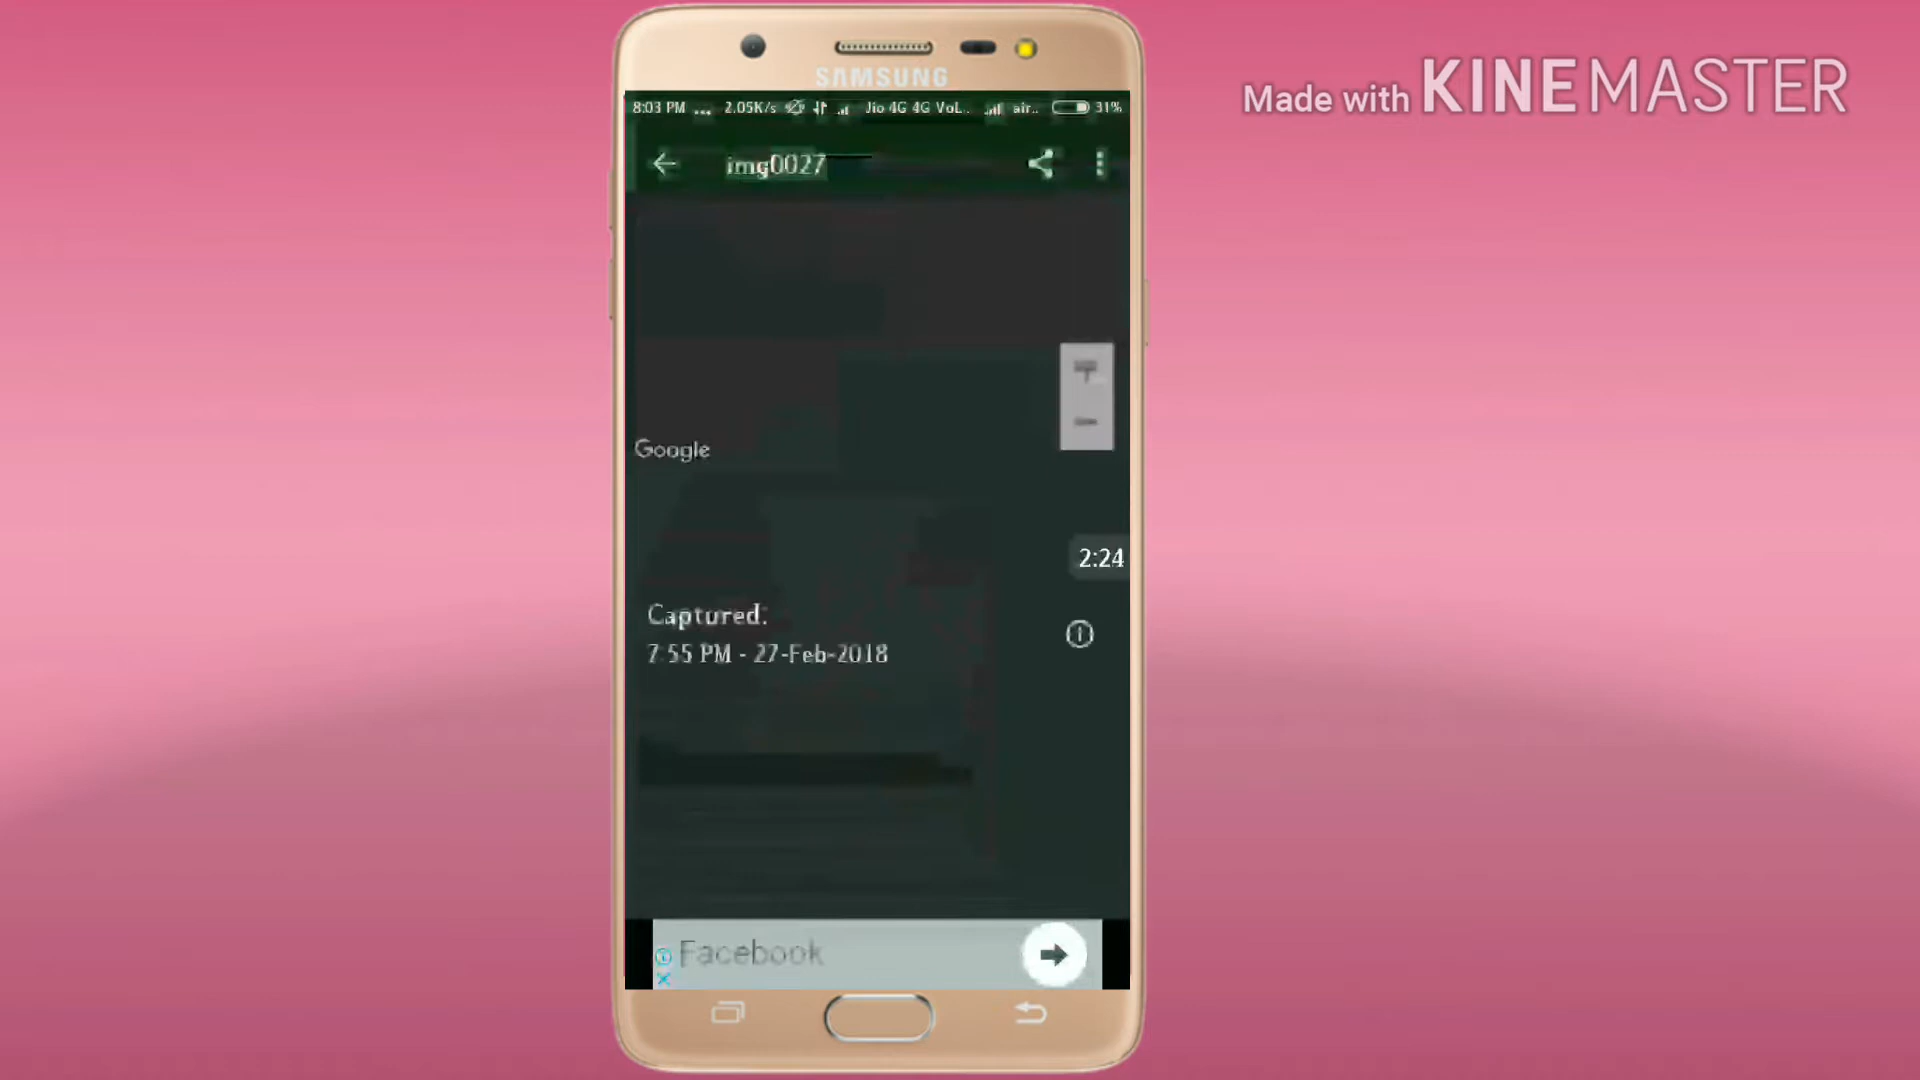 Made with KINEMASTER
SAMSUNG
8:03 PM ... 2.05K/s Jio 4G 4G VoL.. air.. 31%
img0027
Google
2:24
Captured:
7:55 PM - 27-Feb-2018
Facebook